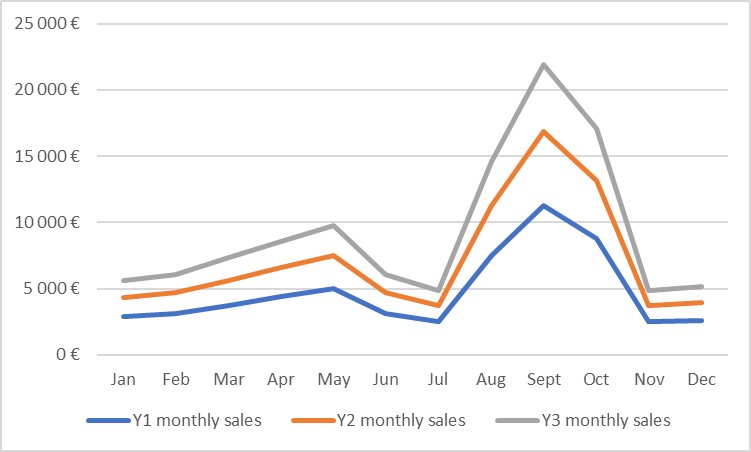 25 000 €
20 000 €
15 000 €
10 000 €
5 000 €
0 €
Jan Feb Mar Apr May Jun Jul Aug Sept Oct Nov Dec
Y1 monthly sales Y2 monthly sales Y3 monthly sales